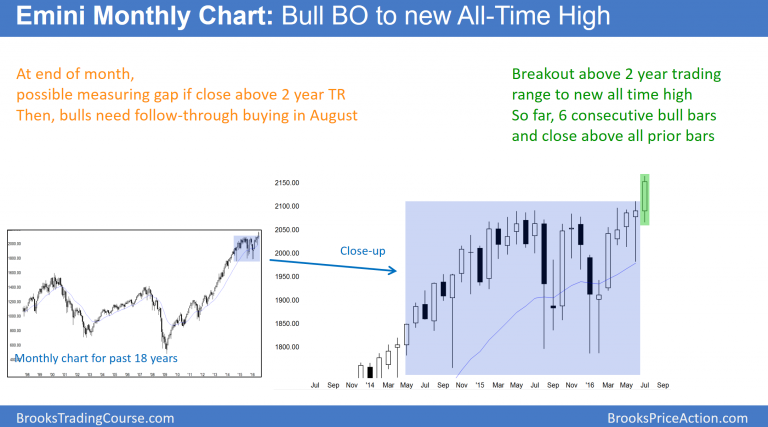 Emini Monthly Chart: Bull BO to new All-Time High
At end of month,
possible measuring gap if close above 2 year TR
Then, bulls need follow-through buying in August
Breakout above 2 year trading
range to new all time high
So far, 6 consecutive bull bars
and close above all prior bars
2150.00
2100.00
2050.00
2000.00
1950.00
1900.00
1850.00
1800.00
Close-up
Monthly chart for past 18 years
Jul Sep Nov '14 Mar May Jul Sep Nov '15 Mar May Jul Sep Nov '16 Mar May Jul Sep
BrooksTradingCourse.com
BrooksPriceAction.com